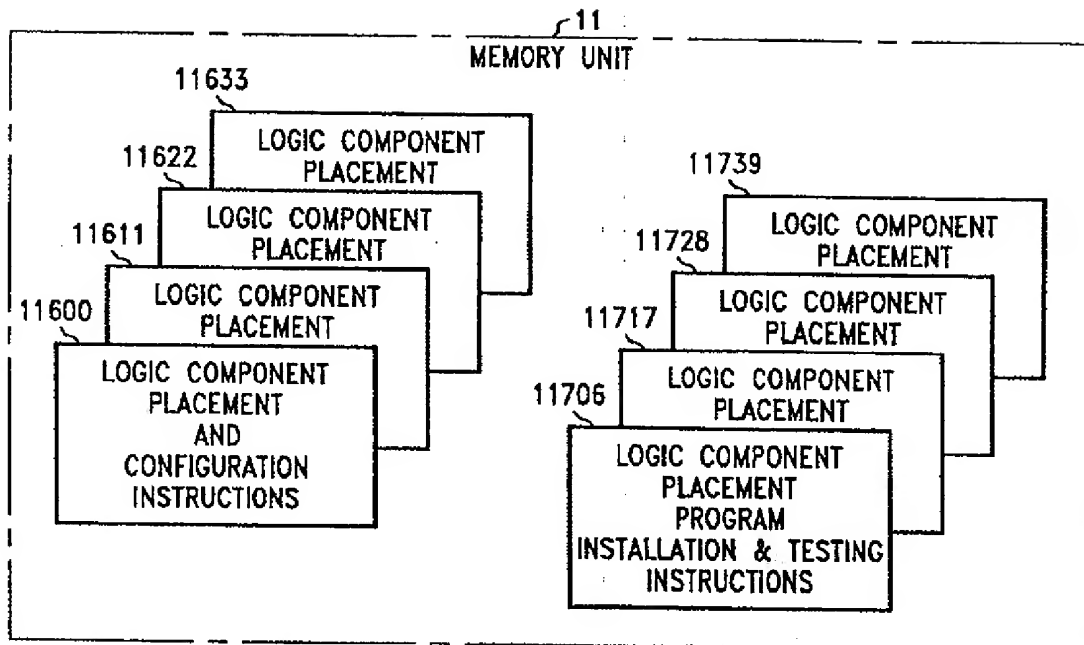 11
MEMORY UNIT
11633
LOGIC COMPONENT
PLACEMENT
11622
LOGIC COMPONENT
PLACEMENT
11611
LOGIC COMPONENT
PLACEMENT
11600
LOGIC COMPONENT
PLACEMENT
AND
CONFIGURATION
INSTRUCTIONS
11739
LOGIC COMPONENT
PLACEMENT
11728
LOGIC COMPONENT
PLACEMENT
11717
LOGIC COMPONENT
PLACEMENT
11706
LOGIC COMPONENT
PLACEMENT
PROGRAM
INSTALLATION & TESTING
INSTRUCTIONS